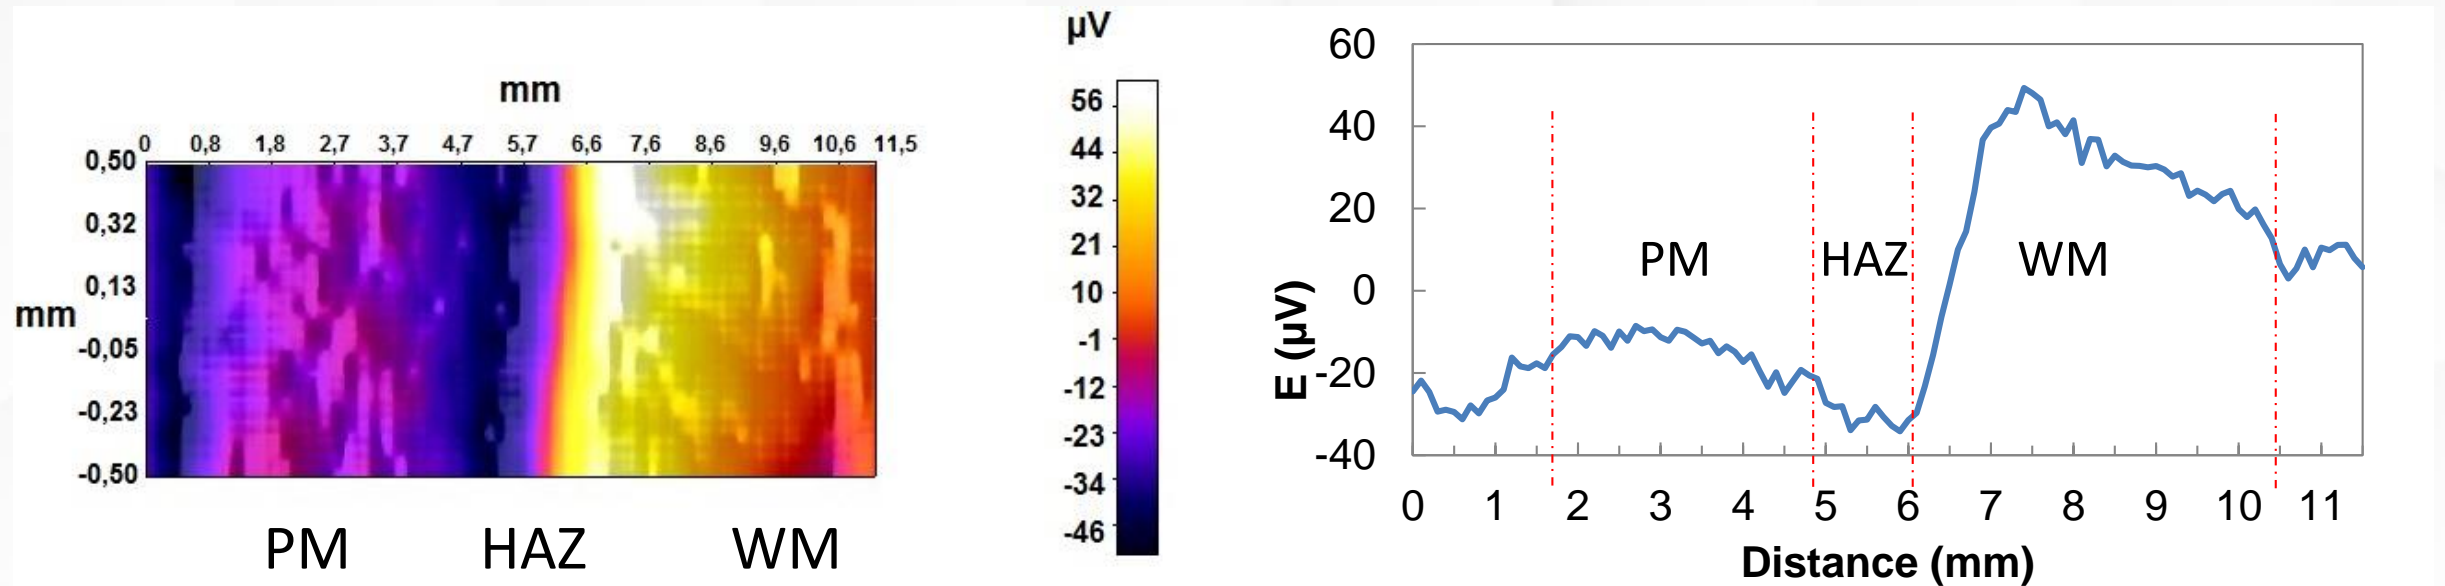 mm
0 0,8 1,8 2,7 3,7 4,7 5,7 6,6 7,6 8,6 9,6 10,6 11,5
0,50
0,32
0,13
mm
-0,05
-0,23
-0,50
PM HAZ WM
µV
56
44
32
21
10
-1
-12
-23
-34
-46
60
40
20
0
-20
-40
E (µV)
PM HAZ WM
0 1 2 3 4 5 6 7 8 9 10 11
Distance (mm)